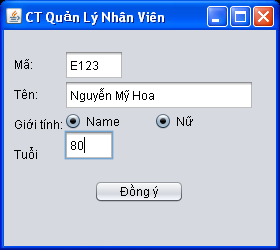 CT Quản Lý Nhân Viên
Mã: E123
Tên: Nguyễn Mỹ Hoa
Giới tính: Name Nữ
Tuổi 80
Đồng ý